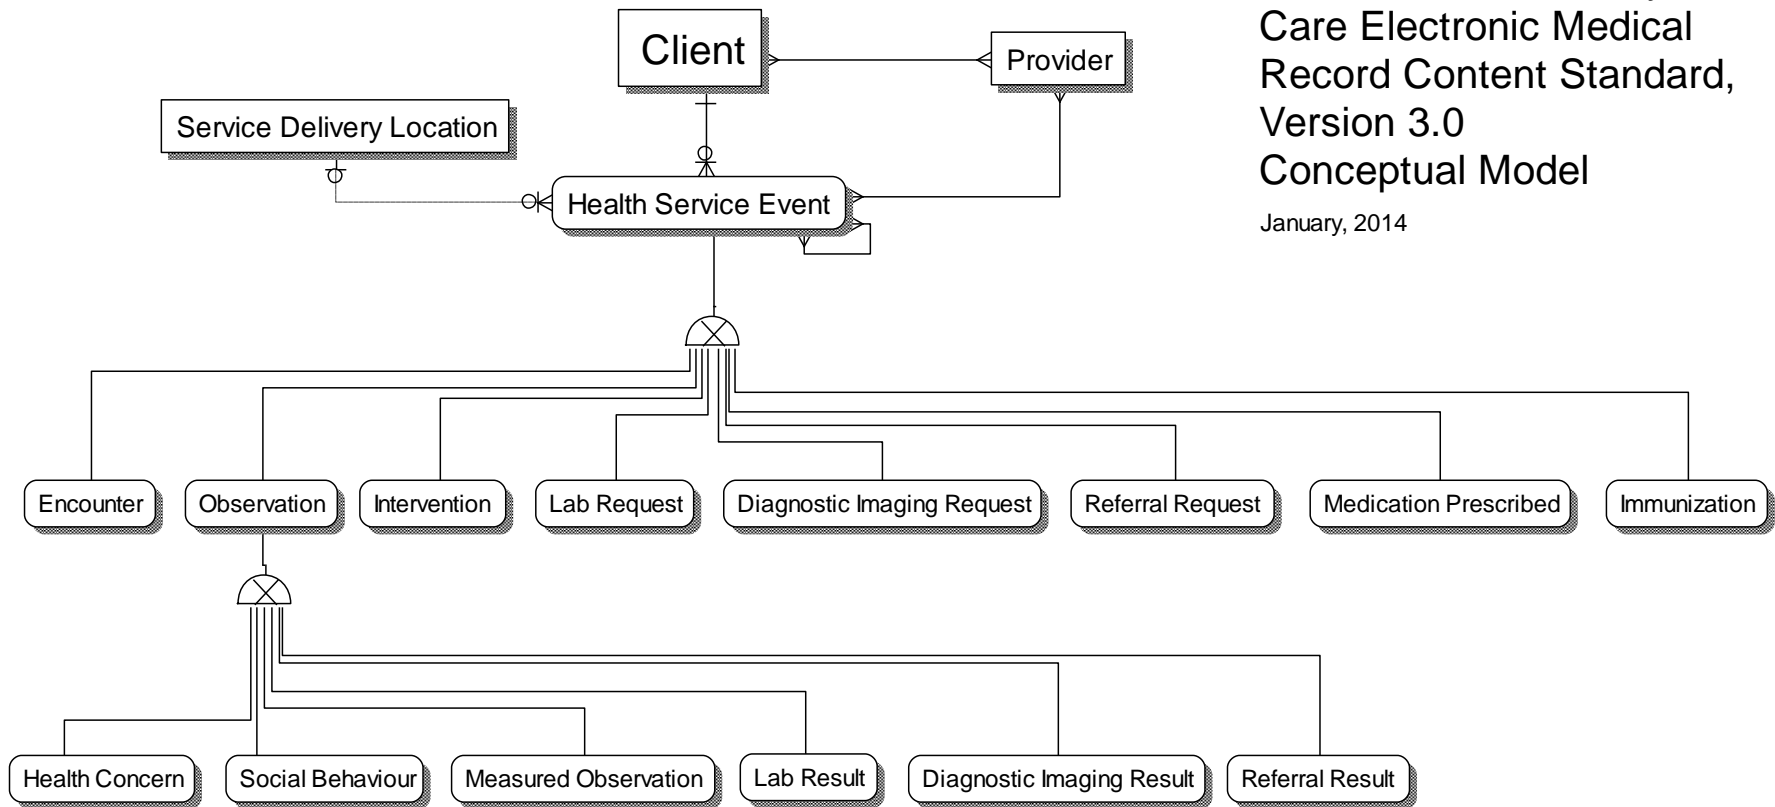 Care Electronic Medical
Record Content Standard,
Version 3.0
Conceptual Model
January, 2014
Client
Provider
Service Delivery Location
Health Service Event
Encounter
Observation
Intervention
Lab Request
Diagnostic Imaging Request
Referral Request
Medication Prescribed
Immunization
Health Concern
Social Behaviour
Measured Observation
Lab Result
Diagnostic Imaging Result
Referral Result